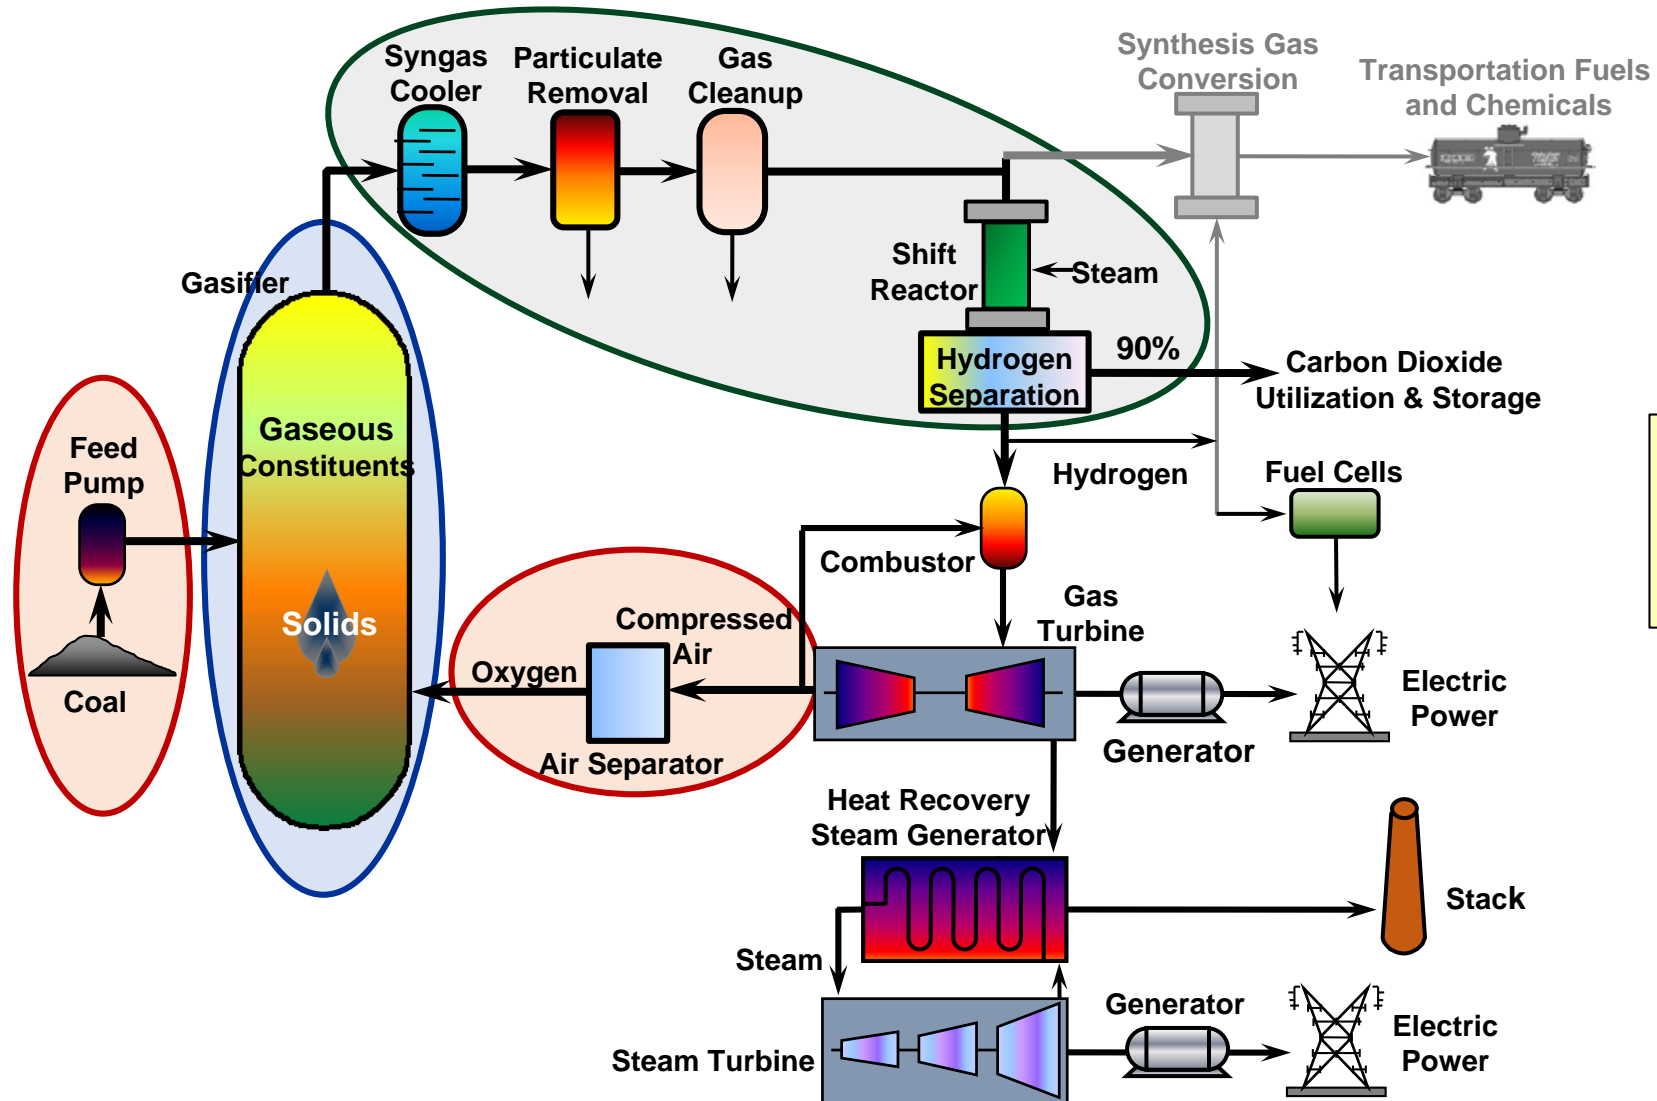 Syngas
Cooler
Particulate
Removal
Gas
Cleanup
Synthesis Gas
Conversion
Transportation Fuels
and Chemicals
Gasifier
Shift
Reactor
Steam
Hydrogen
Separation
90%
Carbon Dioxide
Utilization & Storage
Feed
Pump
Gaseous
Constituents
Hydrogen
Fuel Cells
Combustor
Solids
Coal
Oxygen
Compressed
Air
Air Separator
Gas
Turbine
Generator
Electric
Power
Heat Recovery
Steam Generator
Stack
Steam
Steam Turbine
Generator
Electric
Power